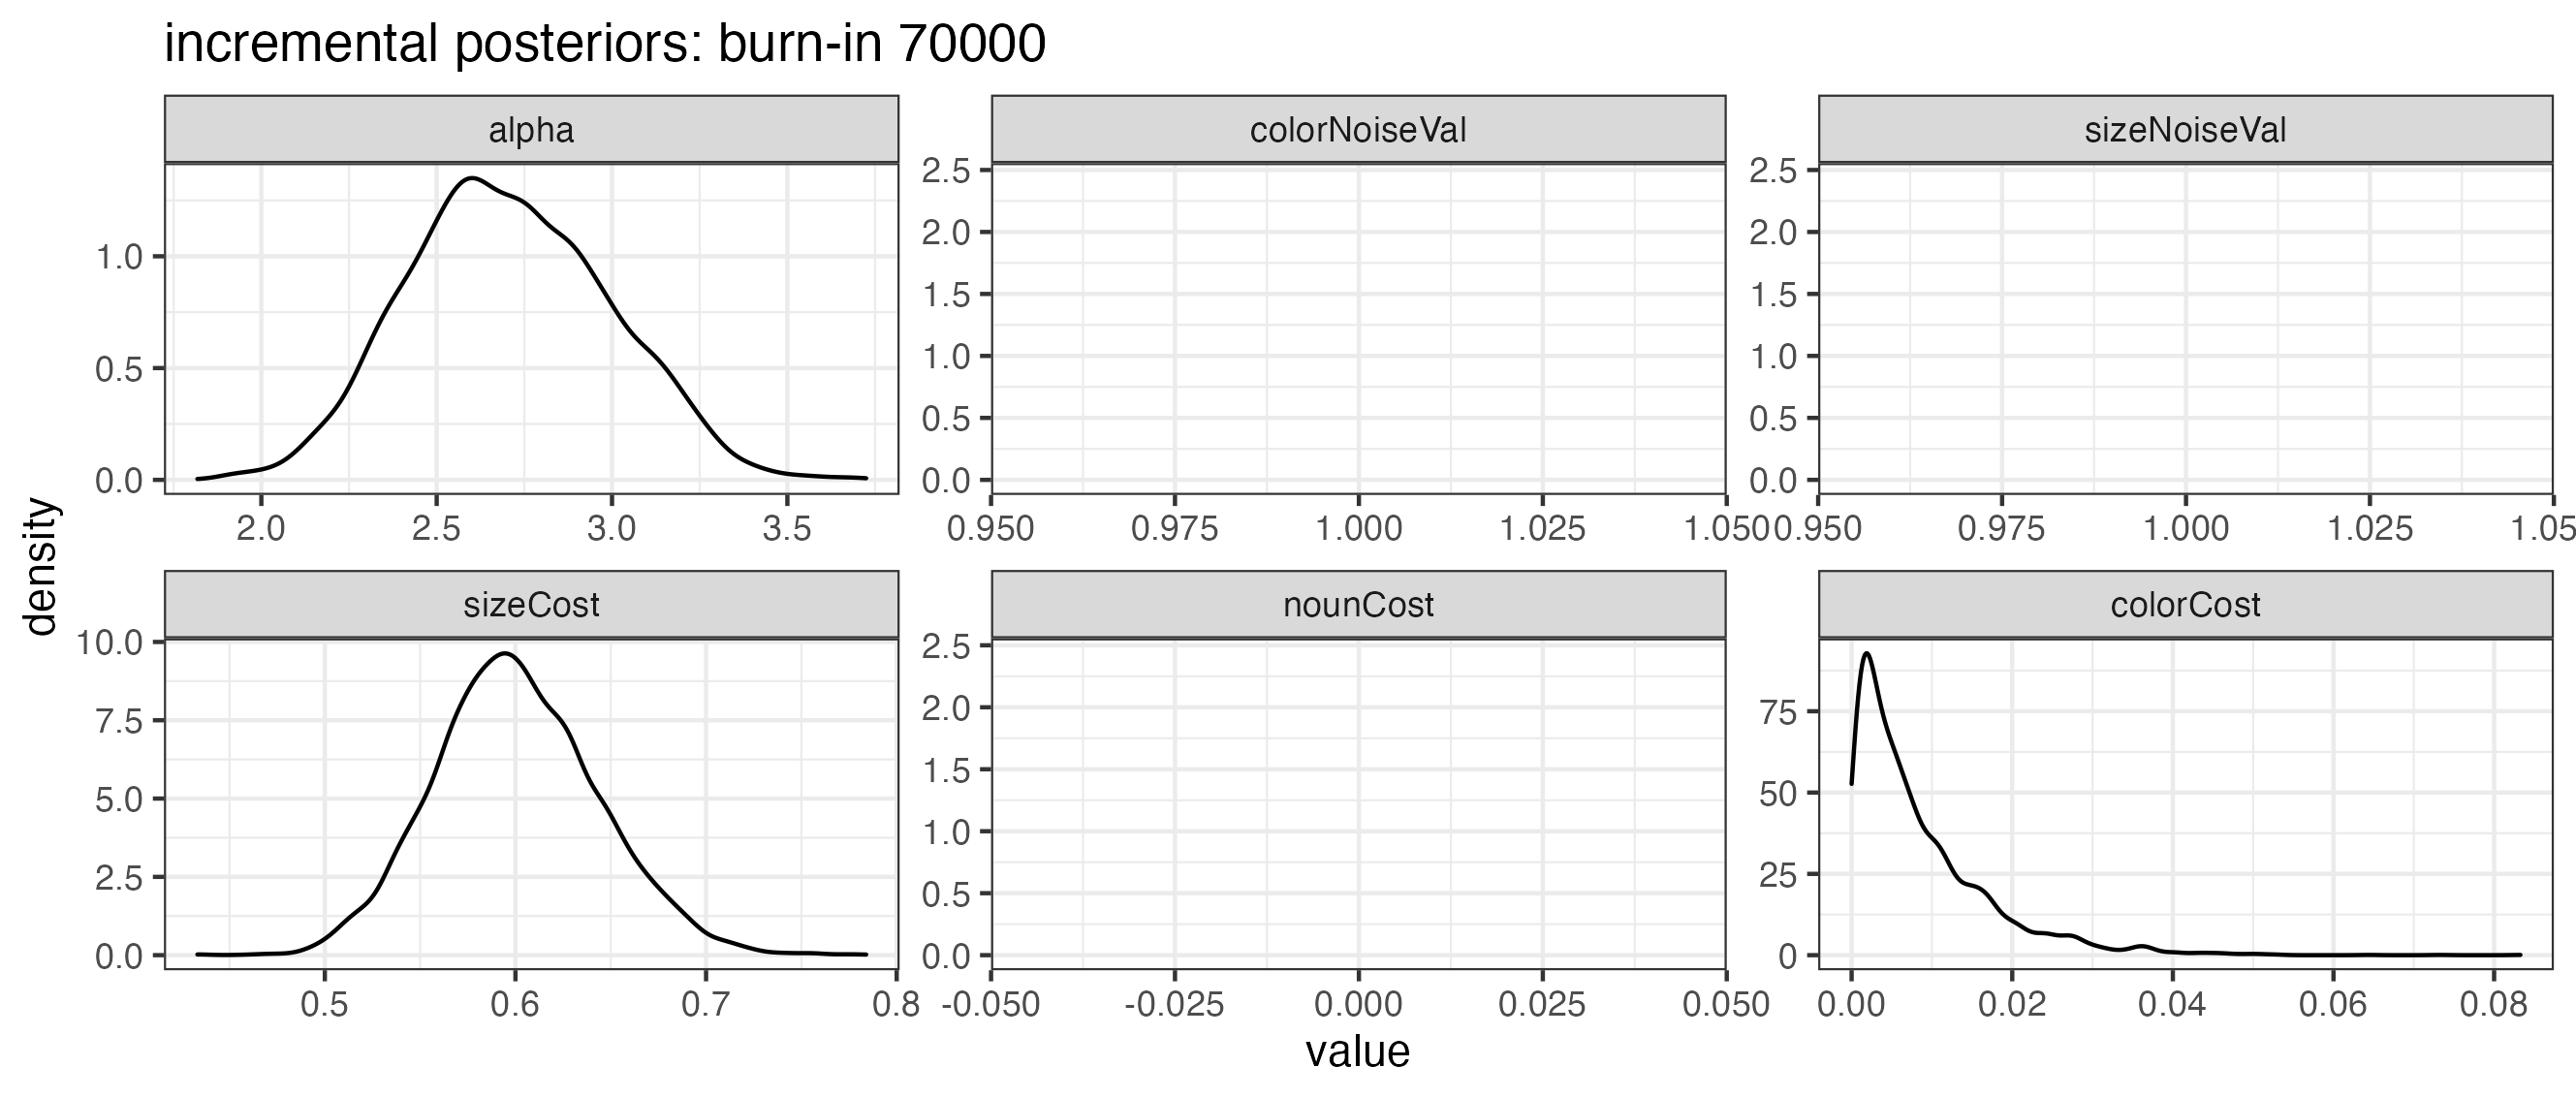 incremental posteriors: burn-in 70000
alpha
colorNoiseVal
sizeNoiseVal
1.0
0.5
0.0
2.0 2.5 3.0 3.5
2.5
2.0
1.5
1.0
0.5
0.0
0.950 0.975 1.000 1.025 1.050
2.5
2.0
1.5
1.0
0.5
0.0
0.950 0.975 1.000 1.025 1.05
density
sizeCost
nounCost
colorCost
10.0
7.5
5.0
2.5
0.0
0.5 0.6 0.7 0.8
2.5
2.0
1.5
1.0
0.5
0.0
-0.050 -0.025 0.000 0.025 0.050
75
50
25
0
0.00 0.02 0.04 0.06 0.08
value